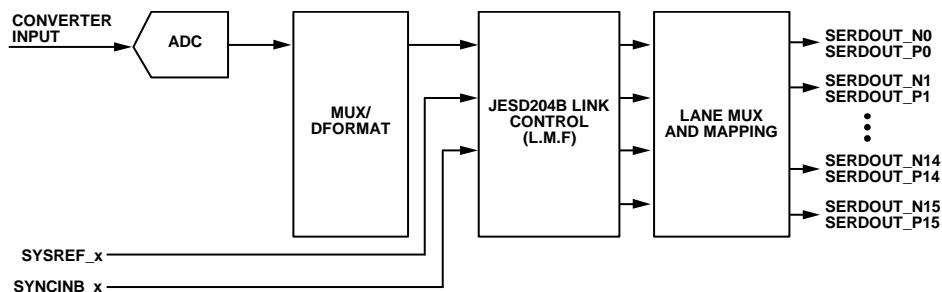 CONVERTER
INPUT
ADC
MUX/
DFORMAT
JESD204B LINK
CONTROL
(L.M.F)
LANE MUX
AND MAPPING
SERDOUT_N0
SERDOUT_P0
SERDOUT_N1
SERDOUT_P1
SERDOUT_N14
SERDOUT_P14
SERDOUT_N15
SERDOUT_P15
SYSREF_x
SYNCINB_x